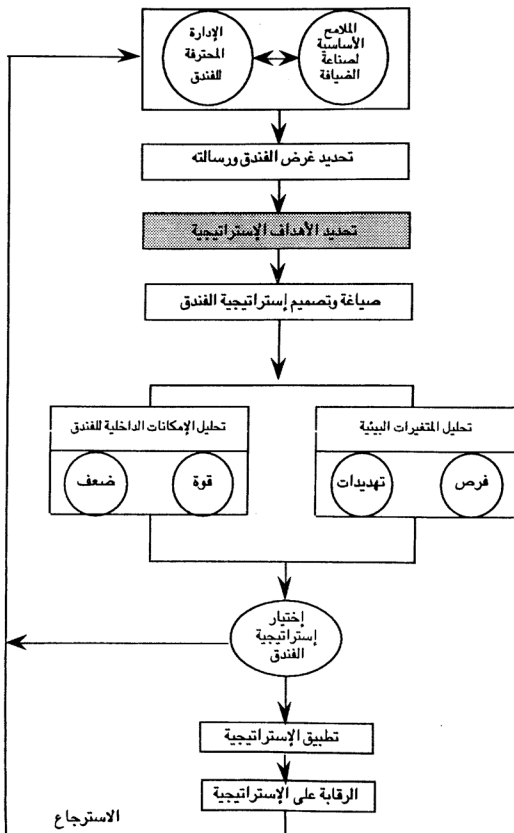 الملامح
الأساسية
لصناعة
الضيافة
الإدارة
المحترفة
للفندق
تحديد غرض الفندق ورسالته
تحديد الأهداف الإستراتيجية
صياغة وتصميم إستراتيجية الفندق
تحليل المتغيرات البيئية
فرص
تهديدات
تحليل الإمكانات الداخلية للفندق
قوة
ضعف
إختيار
إستراتيجية
الفندق
تطبيق الإستراتيجية
الرقابة على الإستراتيجية
الاسترجاع